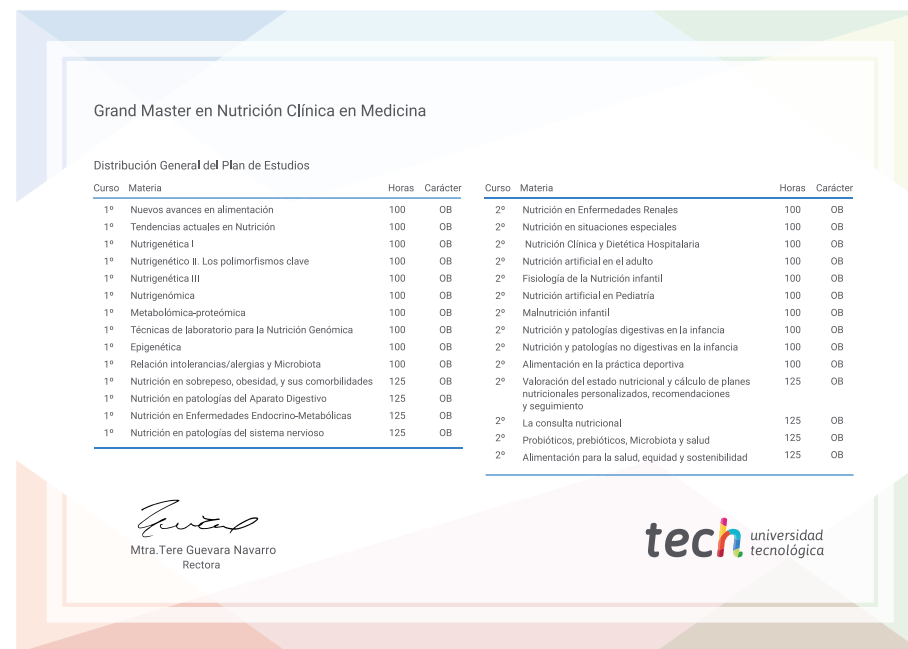 Grand Master en Nutrición Clínica en Medicina
Distribución General del Plan de Estudios
Curso Materia Horas Carácter
1º Nuevos avances en alimentación 100 OB
1º Tendencias actuales en Nutrición 100 OB
1º Nutrigenética I 100 OB
1º Nutrigenético II. Los polimorfismos clave 100 OB
1º Nutrigenética III 100 OB
1º Nutrigenómica 100 OB
1º Metabolómica-proteómica 100 OB
1º Técnicas de laboratorio para la Nutrición Genómica 100 OB
1º Epigenética 100 OB
1º Relación intolerancias/alergias y Microbiota 100 OB
1º Nutrición en sobrepeso, obesidad, y sus comorbilidades 125 OB
1º Nutrición en patologías del Aparato Digestivo 125 OB
1º Nutrición en Enfermedades Endocrino-Metabólicas 125 OB
1º Nutrición en patologías del sistema nervioso 125 OB
Curso Materia Horas Carácter
2º Nutrición en Enfermedades Renales 100 OB
2º Nutrición en situaciones especiales 100 OB
2º Nutrición Clínica y Dietética Hospitalaria 100 OB
2º Nutrición artificial en el adulto 100 OB
2º Fisiología de la Nutrición infantil 100 OB
2º Nutrición artificial en Pediatría 100 OB
2º Malnutrición infantil 100 OB
2º Nutrición y patologías digestivas en la infancia 100 OB
2º Nutrición y patologías no digestivas en la infancia 100 OB
2º Alimentación en la práctica deportiva 100 OB
2º Valoración del estado nutricional y cálculo de planes 125 OB
nutricionales personalizados, recomendaciones
y seguimiento
2º La consulta nutricional 125 OB
2º Probióticos, prebióticos, Microbiota y salud 125 OB
2º Alimentación para la salud, equidad y sostenibilidad 125 OB
Mtra.Tere Guevara Navarro
Rectora
tech universidad
tecnológica